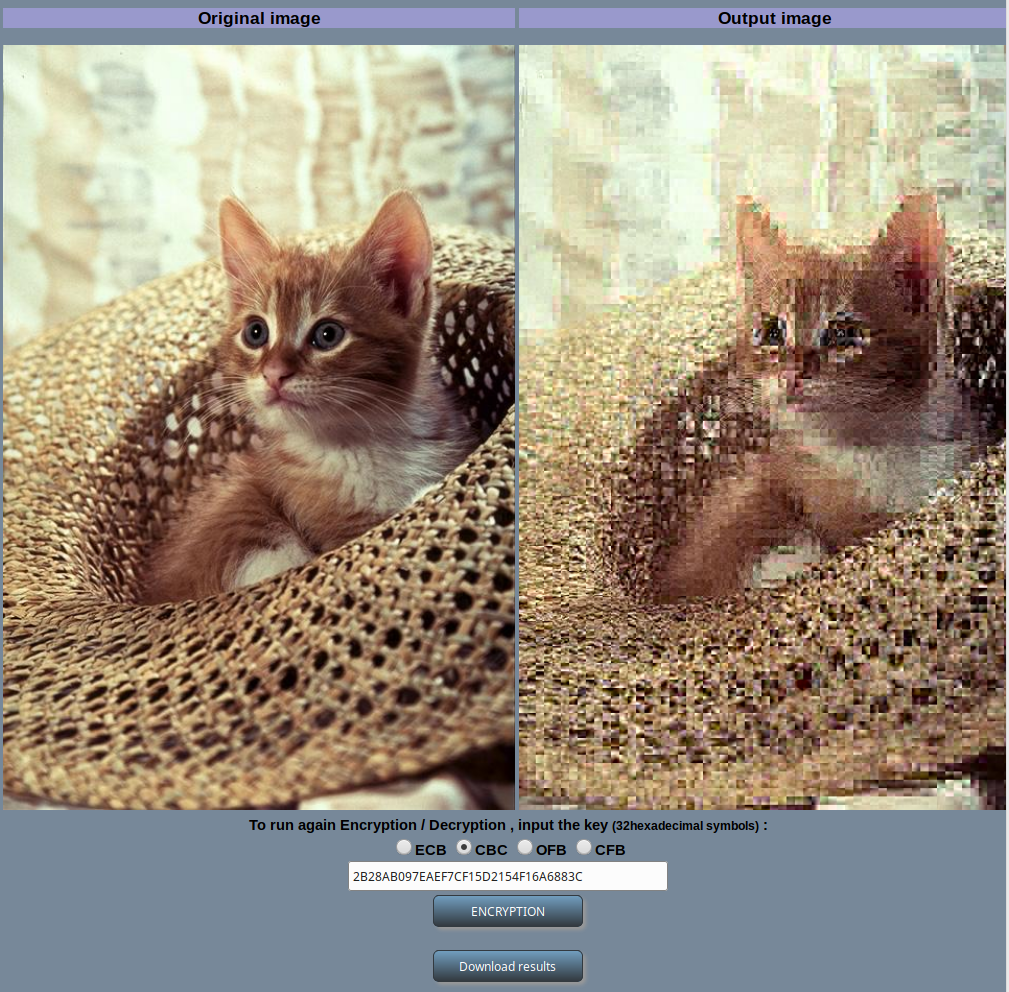 Original image
Output image
To run again Encryption / Decryption , input the key (32hexadecimal symbols) :
ECB CBC OFB CFB
2B28AB097EAEF7CF15D2154F16A6883C
ENCRYPTION
Download results